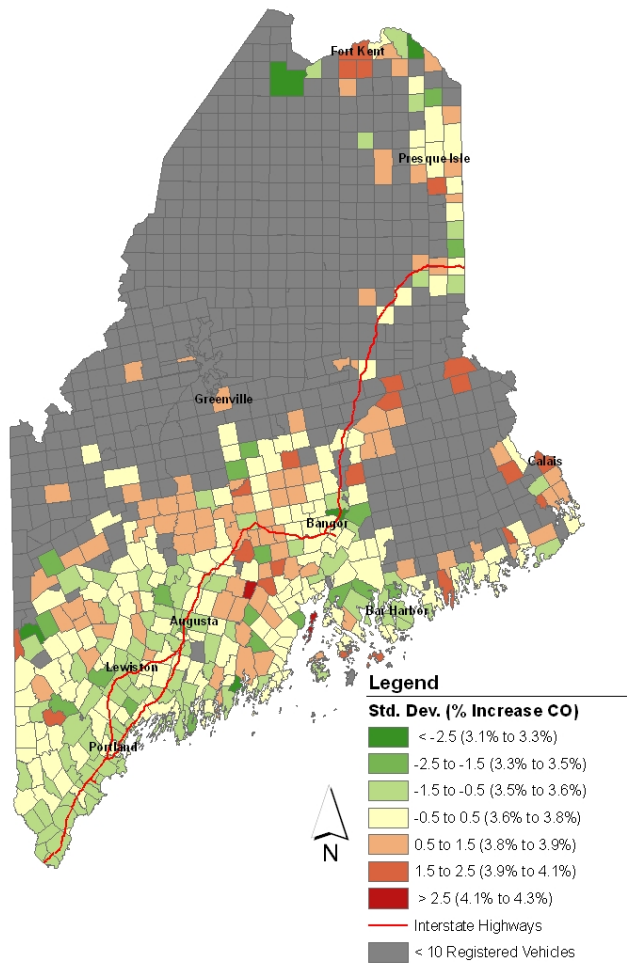 Fort Kent
Presque Isle
Greenville
Calais
Bangor
Bar Harbor
Augusta
Lewiston
Portland
N
Legend
Std. Dev. (% Increase CO)
< -2.5 (3.1% to 3.3%)
-2.5 to -1.5 (3.3% to 3.5%)
-1.5 to -0.5 (3.5% to 3.6%)
-0.5 to 0.5 (3.6% to 3.8%)
0.5 to 1.5 (3.8% to 3.9%)
1.5 to 2.5 (3.9% to 4.1%)
> 2.5 (4.1% to 4.3%)
Interstate Highways
< 10 Registered Vehicles